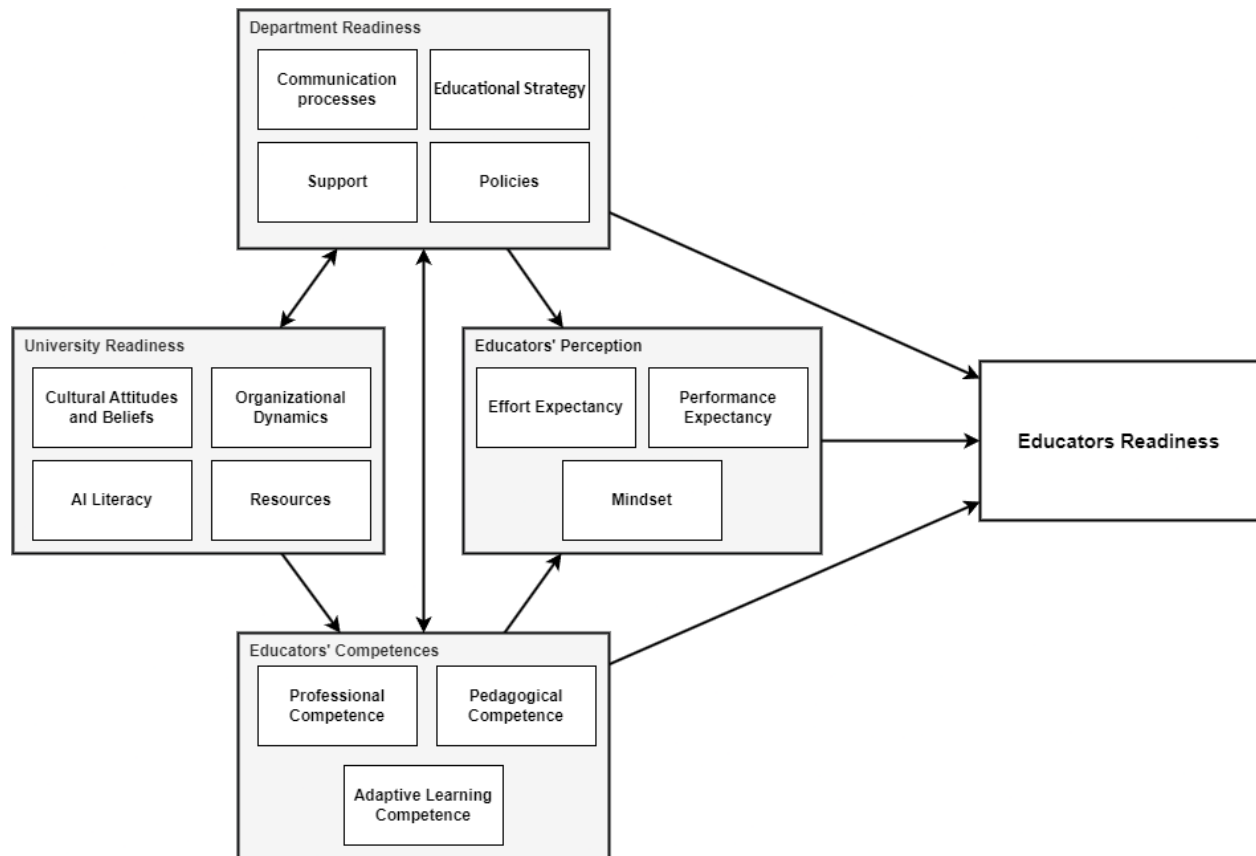 Department Readiness
Communication
processes
Educational Strategy
Support
Policies
University Readiness
Cultural Attitudes
and Beliefs
Organizational
Dynamics
AI Literacy
Resources
Educators' Perception
Effort Expectancy
Performance
Expectancy
Mindset
Educators Readiness
Educators' Competences
Professional
Competence
Pedagogical
Competence
Adaptive Learning
Competence